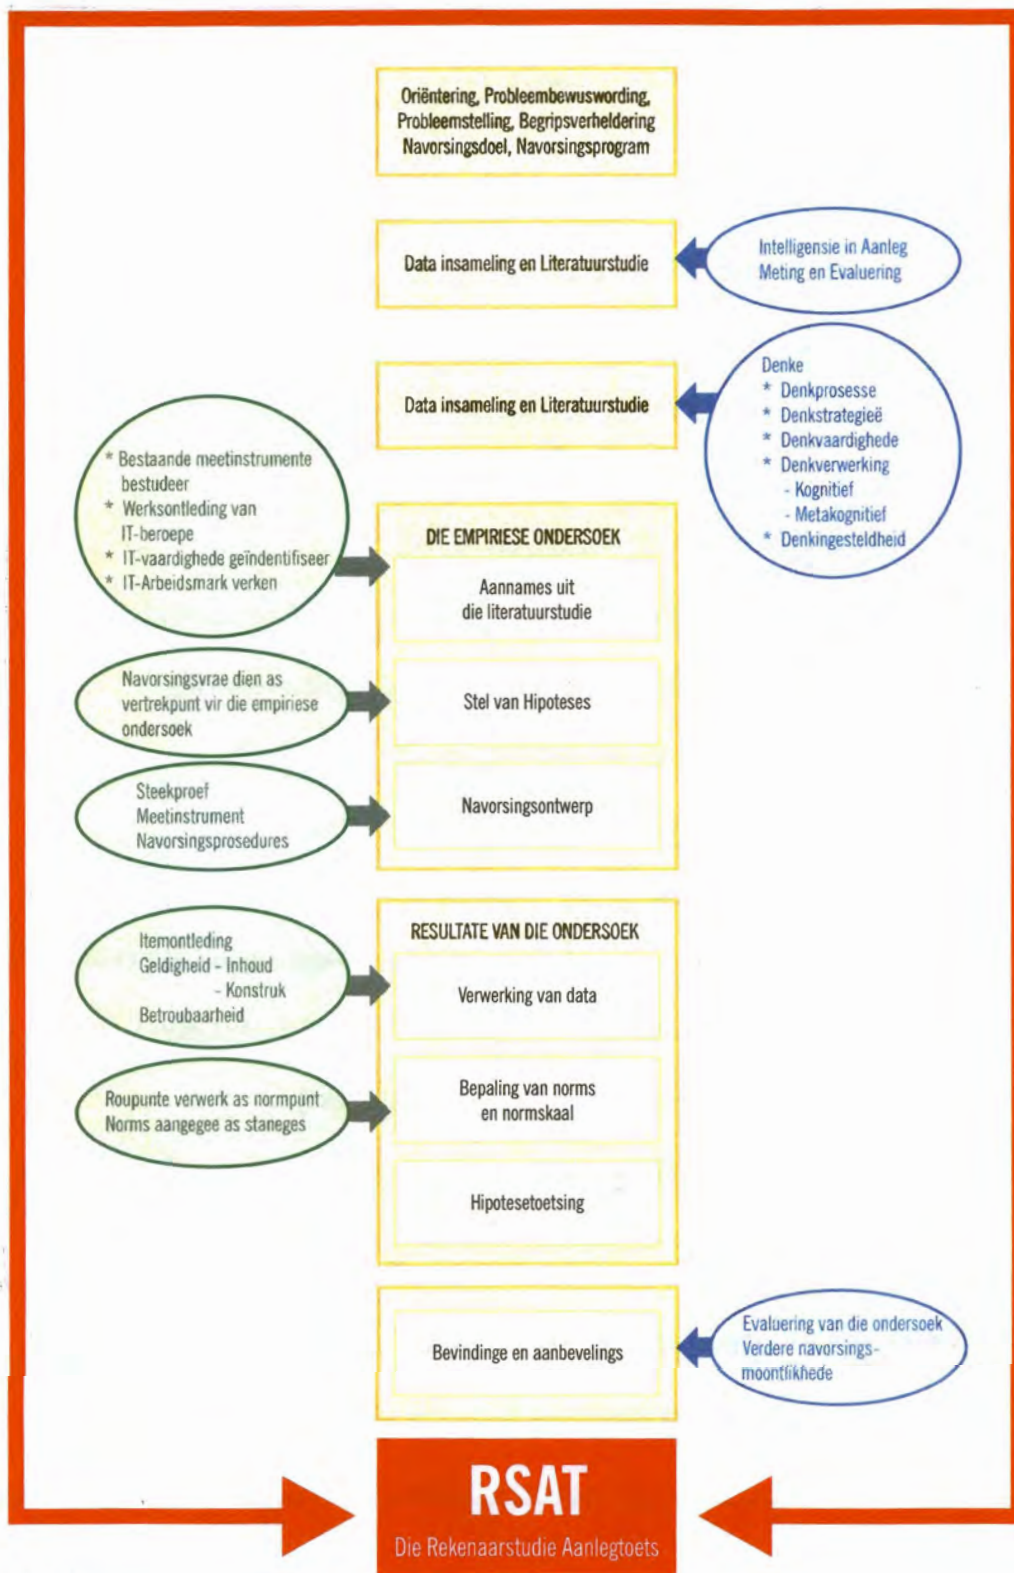 Oriëntering, Probleembewuswording,
Probleemstelling, Begripsverheldering
Navorsingsdoel, Navorsingsprogram
Data insameling en Literatuurstudie
Intelligensie in Aanleg
Meting en Evaluering
Data insameling en Literatuurstudie
Denke
* Denkprosesse
* Denkstrategieë
* Denkvaardighede
* Denkverwerking
- Kognitief
- Metakognitief
* Denkingesteldheid
* Bestaande meetinstrumente
bestudeer
* Werksontleding van
IT-beroepe
* IT-vaardighede geïndentifiseer
* IT-Arbeidsmark verken
DIE EMPIRIESE ONDERSOEK
Aannames uit
die literatuurstudie
Navorsingsvrae dien as
vertrekpunt vir die empiriese
ondersoek
Stel van Hipoteses
Steekproef
Meetinstrument
Navorsingsprosedures
Navorsingsontwerp
RESULTATE VAN DIE ONDERSOEK
Itemontleding
Geldigheid - Inhoud
- Konstruk
Betroubaarheid
Verwerking van data
Roupunte verwerk as normpunt
Norms aangegee as staneges
Bepaling van norms
en normskaal
Hipotesetoetsing
Bevindinge en aanbevelings
Evaluering van die ondersoek
Verdere navorsings-
moontlikhede
RSAT
Die Rekenaarstudie Aanlegtoets